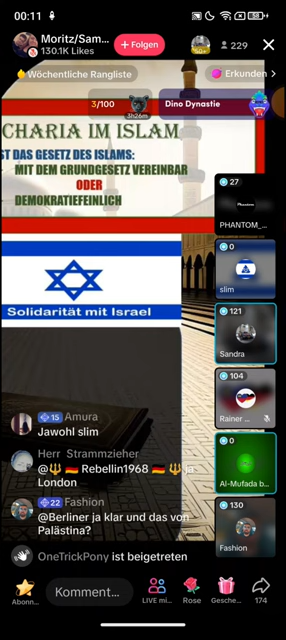 00:11
58
Moritz/Sam...
130.1K Likes
+ Folgen
50+
229
Wöchentliche Rangliste
Erkunden >
3/100
3h26m
Dino Dynastie
CHARIA IM ISLAM
ST DAS GESETZ DES ISLAMS:
MIT DEM GRUNDGESETZ VEREINBAR
ODER
DEMOKRATIEFEINLICH
Solidarität mit Israel
27
PHANTOM_...
0
slim
121
Sandra
104
Rainer ...
0
Al-Mufada b...
130
Fashion
15 Amura
Jawohl slim
Herr Strammzieher
@🔱 🇩🇪 Rebellin1968 🇩🇪 🔱 ja
London
22 Fashion
@Berliner ja klar und das von
Palästina?
OneTrickPony ist beigetreten
Abonn...
Komment...
LIVE mi...
Rose
Gesche...
174